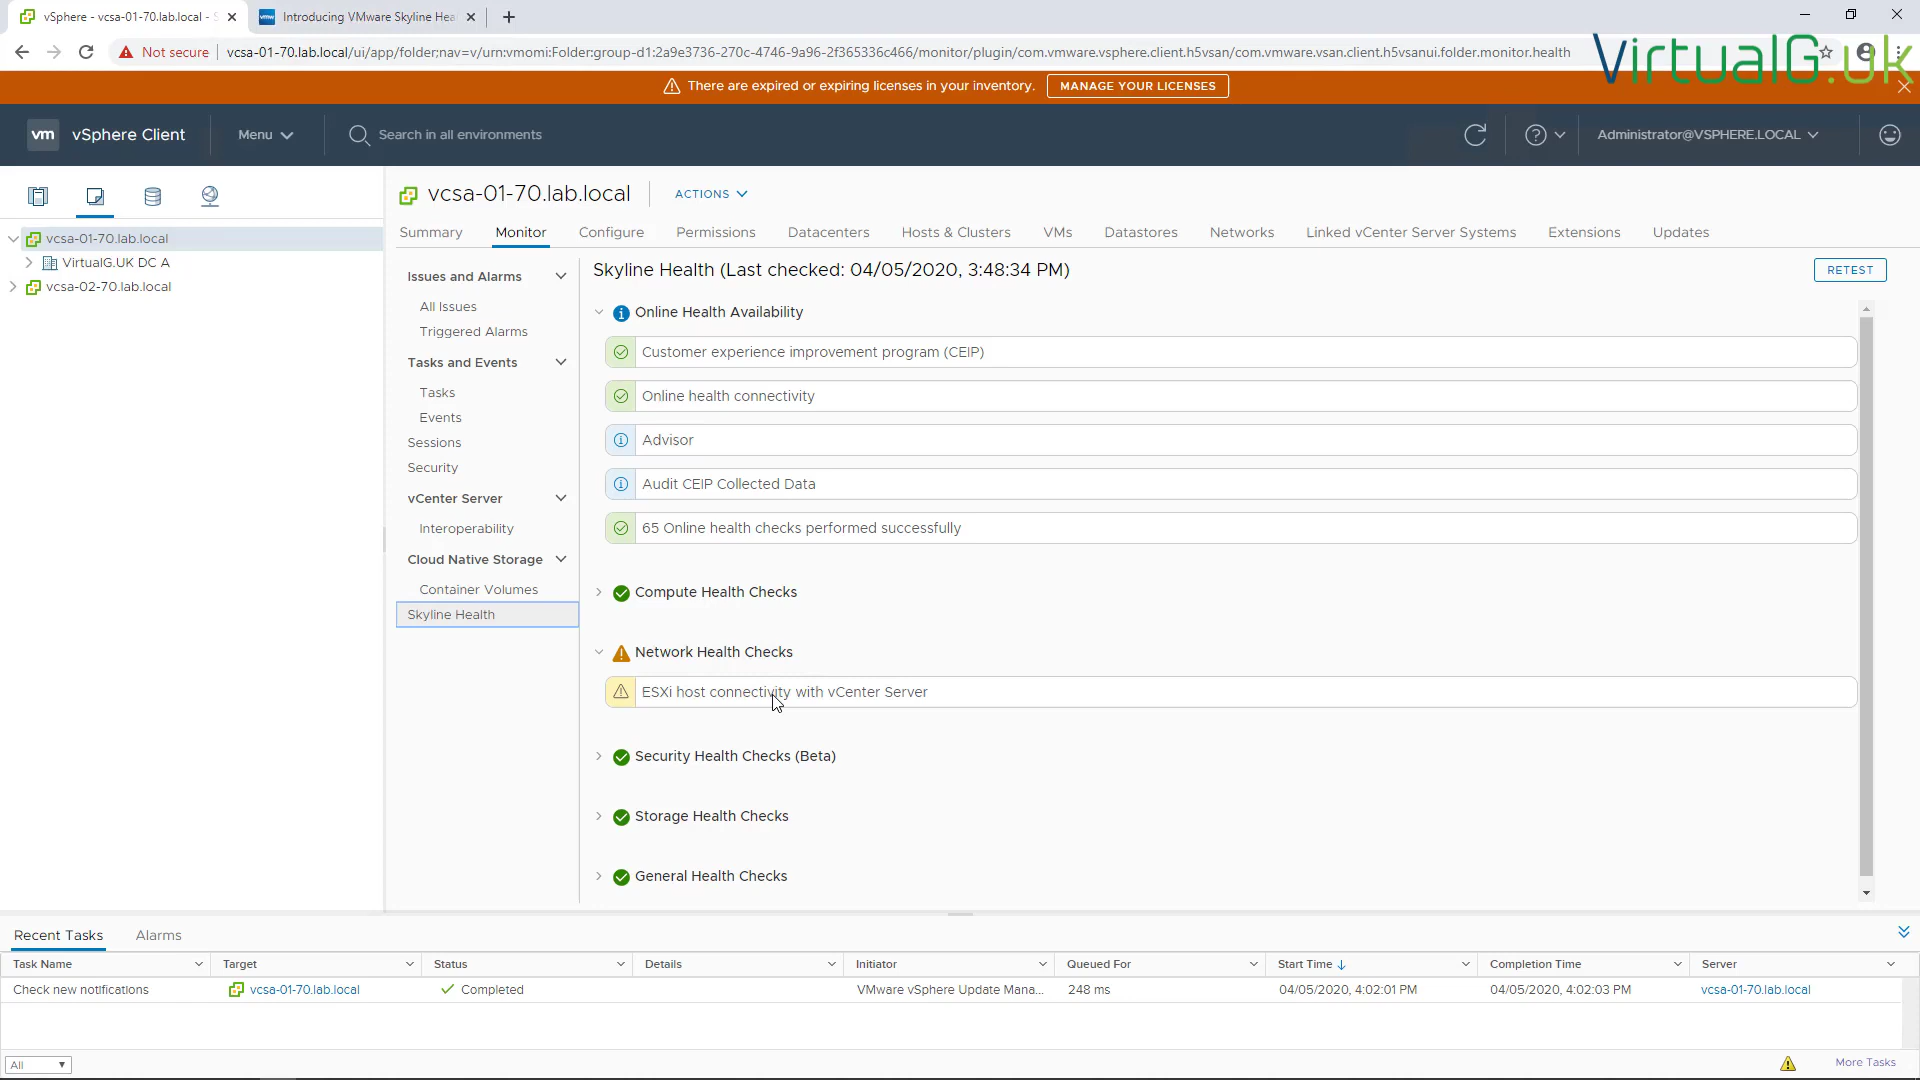 vSphere - vcsa-01-70.lab.local - S
vmw Introducing VMware Skyline Hea
Not secure
vcsa-01-70.lab.local/ui/app/folder;nav=v/urn:vmomi:Folder:group-d1:2a9e3736-270c-4746-9a96-2f365336c466/monitor/plugin/com.vmware.vsphere.client.h5vsan/com.vmware.vsan.client.h5vsanui.folder.monitor.health
VirtualG.uk
There are expired or expiring licenses in your inventory.
MANAGE YOUR LICENSES
vm vSphere Client
Menu
Search in all environments
Administrator@VSPHERE.LOCAL
vcsa-01-70.lab.local
VirtualG.UK DC A
vcsa-02-70.lab.local
vcsa-01-70.lab.local
ACTIONS
Summary Monitor Configure Permissions Datacenters Hosts & Clusters VMs Datastores Networks Linked vCenter Server Systems Extensions Updates
Issues and Alarms
All Issues
Triggered Alarms
Tasks and Events
Tasks
Events
Sessions
Security
vCenter Server
Interoperability
Cloud Native Storage
Container Volumes
Skyline Health
Skyline Health (Last checked: 04/05/2020, 3:48:34 PM)
RETEST
Online Health Availability
Customer experience improvement program (CEIP)
Online health connectivity
Advisor
Audit CEIP Collected Data
65 Online health checks performed successfully
Compute Health Checks
Network Health Checks
ESXi host connectivity with vCenter Server
Security Health Checks (Beta)
Storage Health Checks
General Health Checks
Recent Tasks Alarms
Task Name Target Status Details Initiator Queued For Start Time Completion Time Server
Check new notifications vcsa-01-70.lab.local Completed VMware vSphere Update Mana... 248 ms 04/05/2020, 4:02:01 PM 04/05/2020, 4:02:03 PM vcsa-01-70.lab.local
All
More Tasks